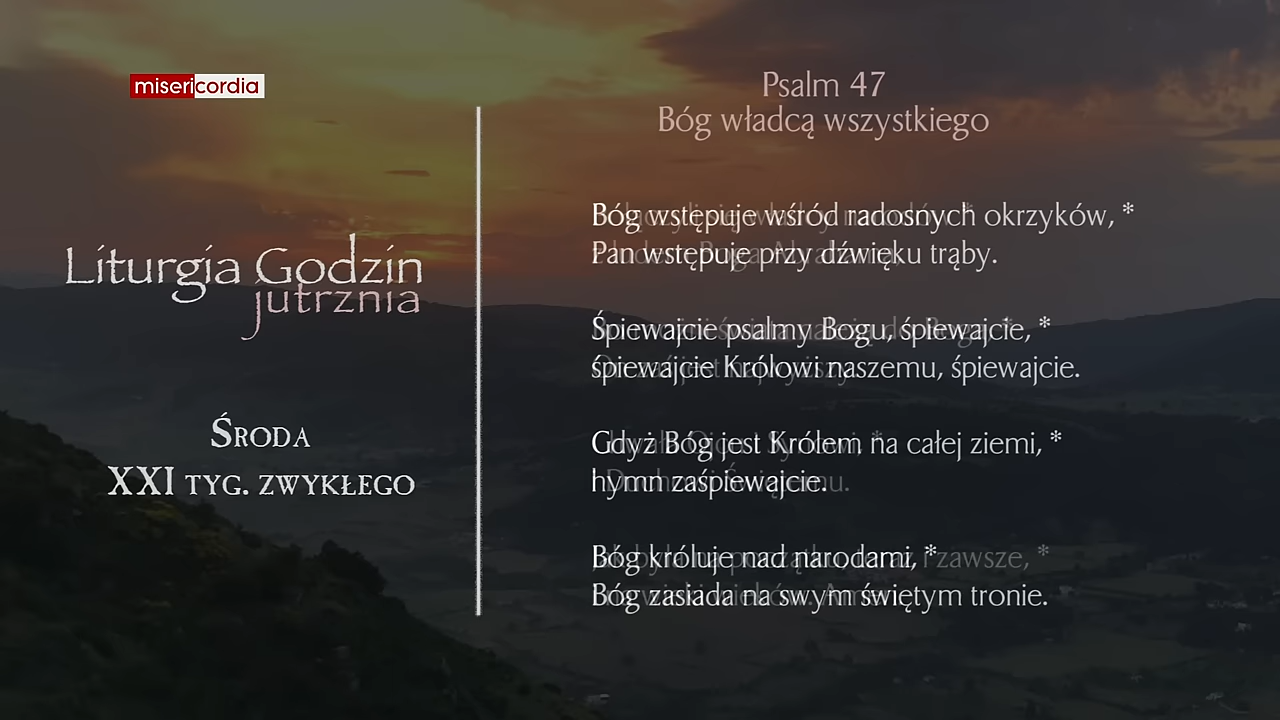 misericordia
Liturgia Godzin
jutrznia
Środa
XXI tyg. zwykłego
Psalm 47
Bóg władcą wszystkiego
Bóg wstępuje wśród radosnych okrzyków, *
Pan wstępuje przy dźwięku trąby.
Śpiewajcie psalmy Bogu, śpiewajcie, *
śpiewajcie Królowi naszemu, śpiewajcie.
Gdyż Bóg jest Królem na całej ziemi, *
hymn zaśpiewajcie.
Bóg króluje nad narodami, *
Bóg zasiada na swym świętym tronie.